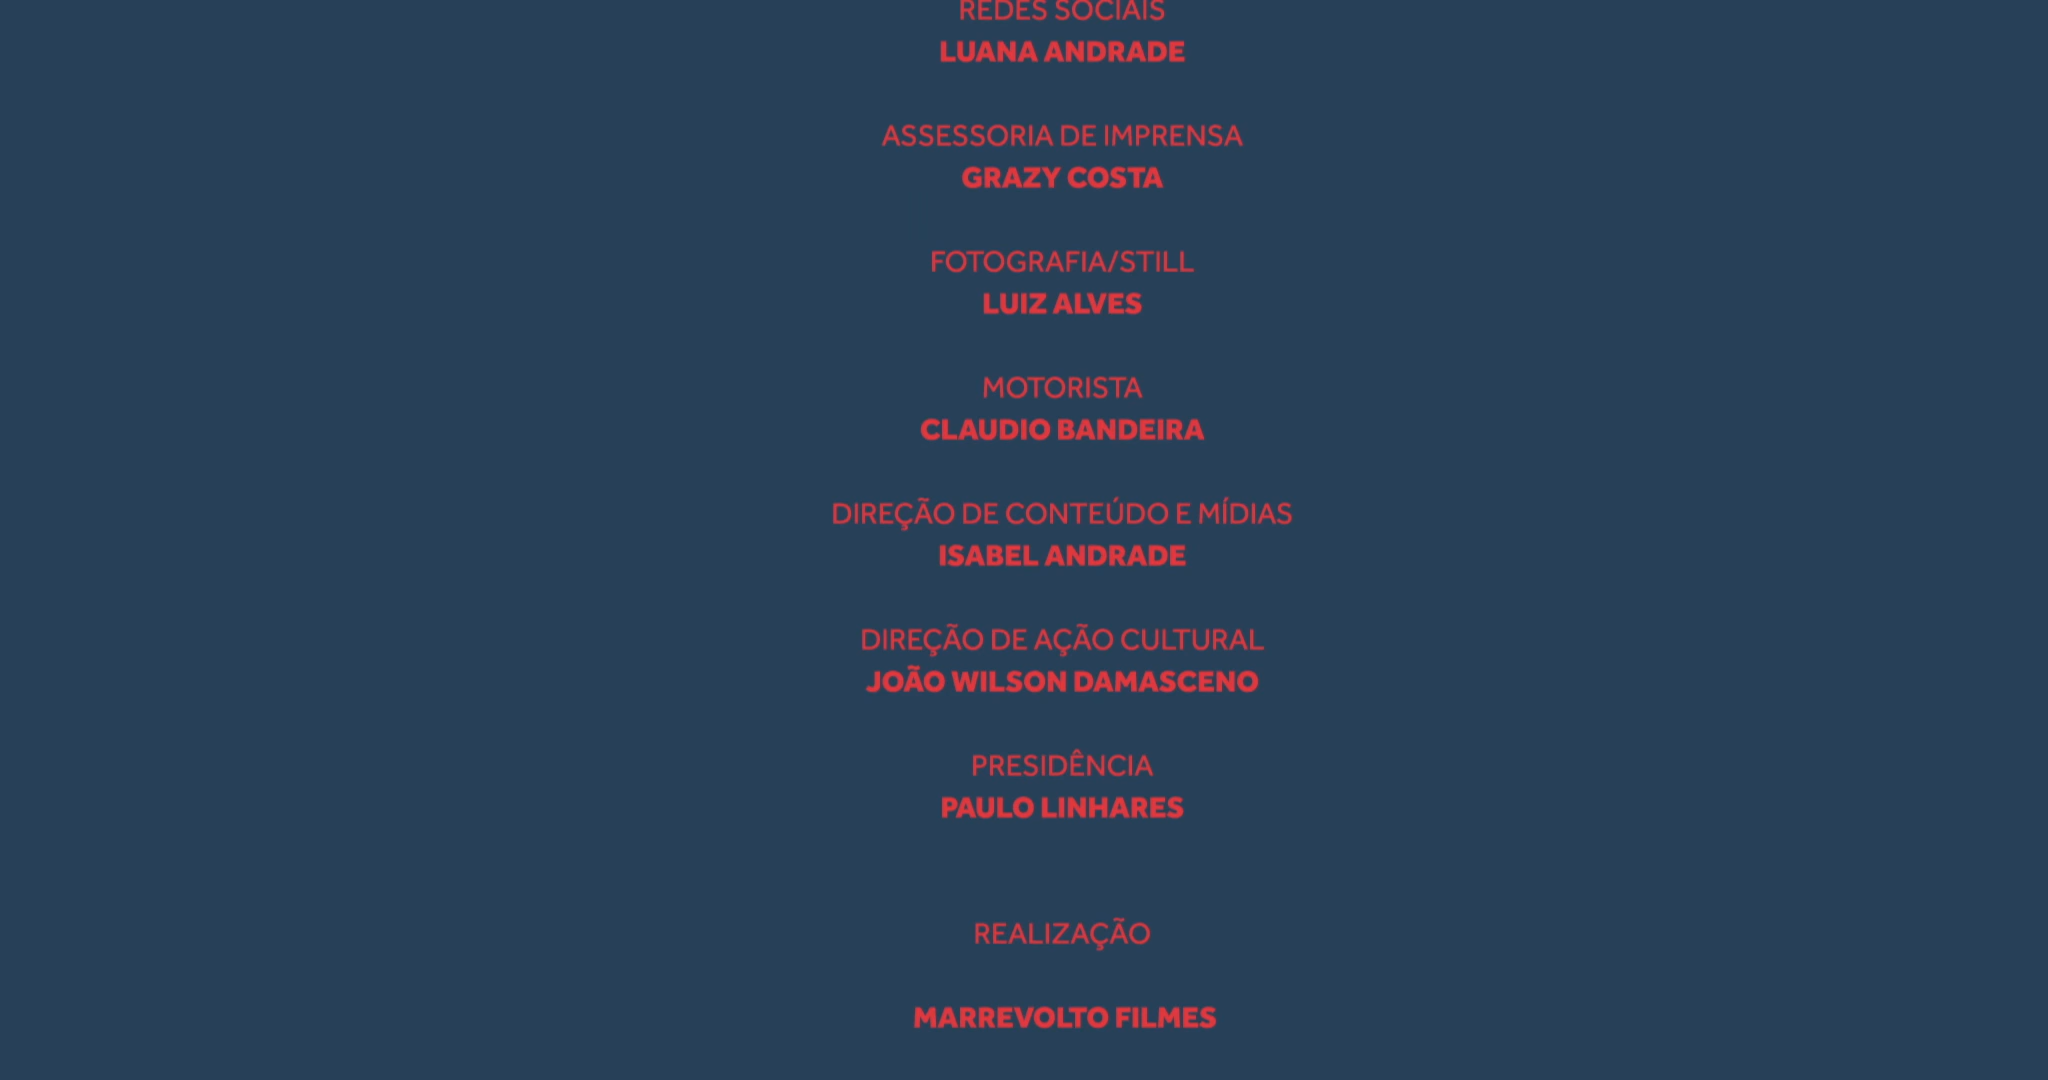 REDES SOCIAIS
LUANA ANDRADE
ASSESSORIA DE IMPRENSA
GRAZY COSTA
FOTOGRAFIA/STILL
LUIZ ALVES
MOTORISTA
CLAUDIO BANDEIRA
DIREÇÃO DE CONTEÚDO E MÍDIAS
ISABEL ANDRADE
DIREÇÃO DE AÇÃO CULTURAL
JOÃO WILSON DAMASCENO
PRESIDÊNCIA
PAULO LINHARES
REALIZAÇÃO
MARREVOLTO FILMES